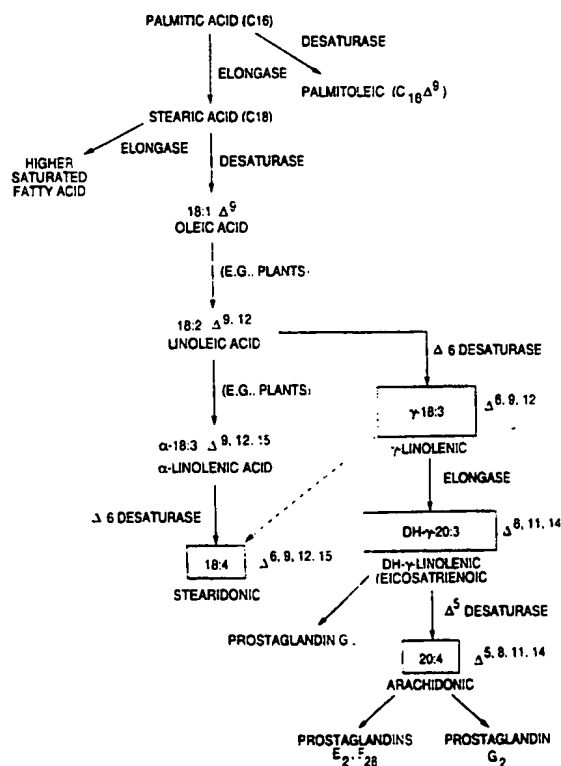 PALMITIC ACID (C16)
DESATURASE
ELONGASE
PALMITOLEIC (C16Δ9)
STEARIC ACID (C18)
ELONGASE
DESATURASE
HIGHER
SATURATED
FATTY ACID
18:1 Δ9
OLEIC ACID
(E.G., PLANTS)
18:2 Δ9, 12
LINOLEIC ACID
Δ 6 DESATURASE
(E.G., PLANTS)
γ-18:3 Δ6, 9, 12
γ-LINOLENIC
α-18:3 Δ9, 12, 15
α-LINOLENIC ACID
ELONGASE
Δ 6 DESATURASE
DH-γ-20:3 Δ8, 11, 14
18:4 Δ6, 9, 12, 15
DH-γ-LINOLENIC
(EICOSATRIENOIC
STEARIDONIC
Δ5 DESATURASE
PROSTAGLANDIN G
20:4 Δ5, 8, 11, 14
ARACHIDONIC
PROSTAGLANDINS
E2, F2B
PROSTAGLANDIN
G2